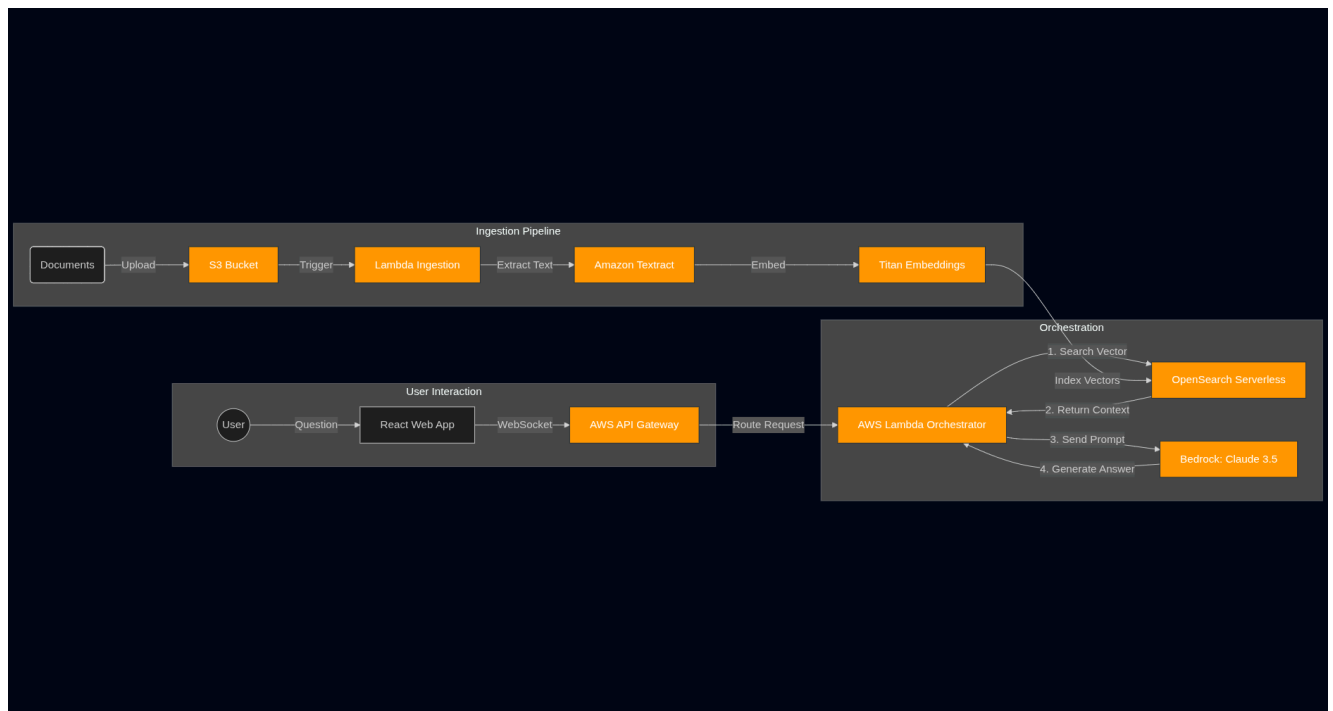 Ingestion Pipeline
Documents
Upload
S3 Bucket
Trigger
Lambda Ingestion
Extract Text
Amazon Textract
Embed
Titan Embeddings
Orchestration
1. Search Vector
Index Vectors
OpenSearch Serverless
2. Return Context
User Interaction
User
Question
React Web App
WebSocket
AWS API Gateway
Route Request
AWS Lambda Orchestrator
3. Send Prompt
Bedrock: Claude 3.5
4. Generate Answer